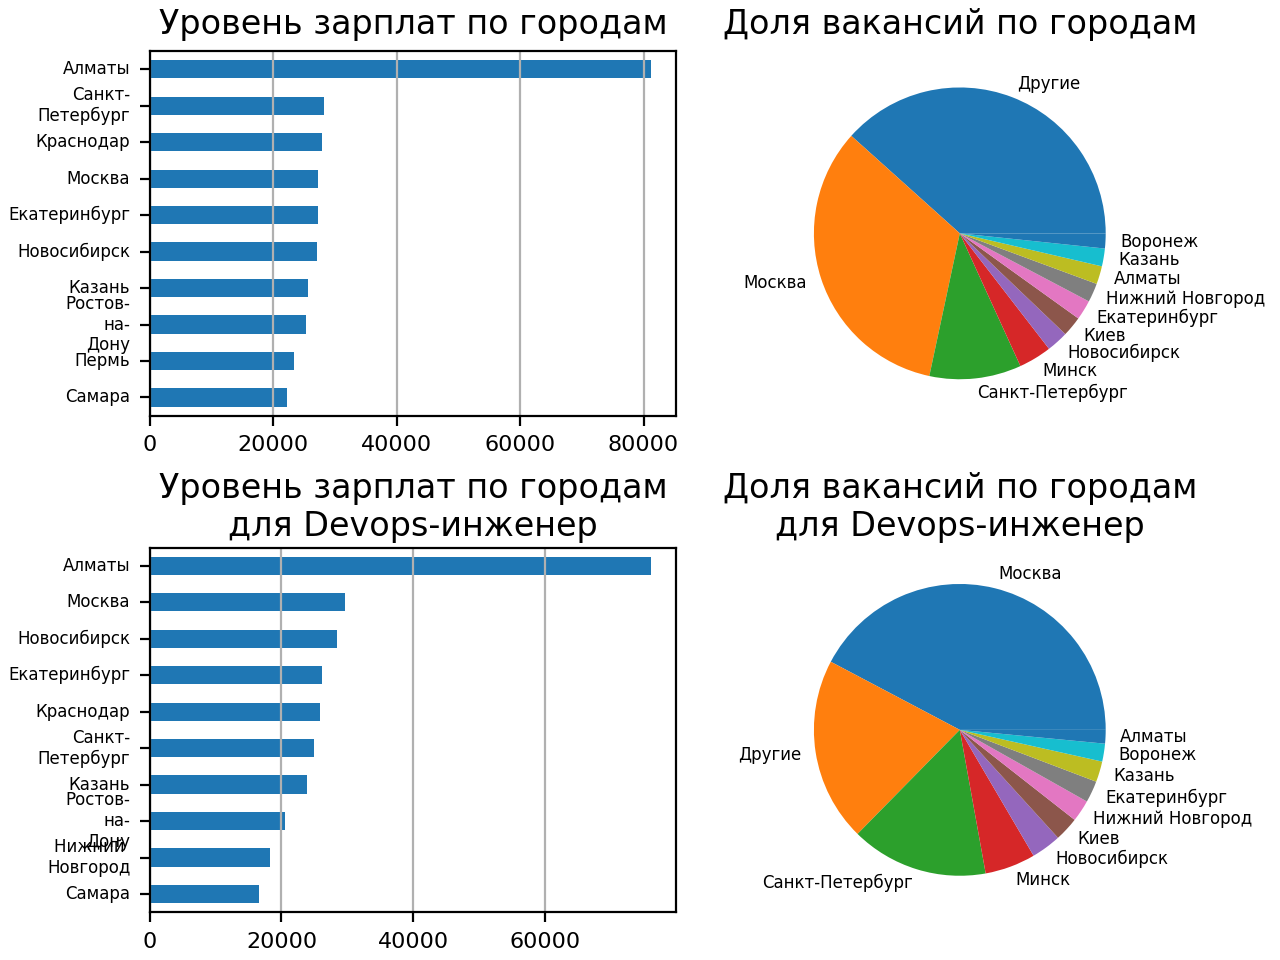 Уровень зарплат по городам
Алматы
Санкт-
Петербург
Краснодар
Москва
Екатеринбург
Новосибирск
Казань
Ростов-
на-
Дону
Пермь
Самара
0 20000 40000 60000 80000
Доля вакансий по городам
Другие
Москва
Санкт-Петербург
Минск
Новосибирск
Киев
Екатеринбург
Нижний Новгород
Алматы
Казань
Воронеж
Уровень зарплат по городам
для Devops-инженер
Алматы
Москва
Новосибирск
Екатеринбург
Краснодар
Санкт-
Петербург
Казань
Ростов-
на-
Дону
Нижний
Новгород
Самара
0 20000 40000 60000
Доля вакансий по городам
для Devops-инженер
Москва
Другие
Санкт-Петербург
Минск
Новосибирск
Киев
Нижний Новгород
Екатеринбург
Казань
Воронеж
Алматы